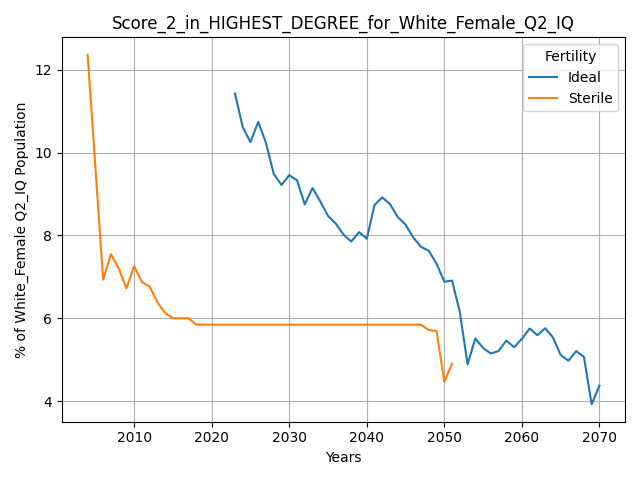 Score_2_in_HIGHEST_DEGREE_for_White_Female_Q2_IQ
Fertility
Ideal
Sterile
% of White_Female Q2_IQ Population
12
10
8
6
4
2010
2020
2030
2040
2050
2060
2070
Years